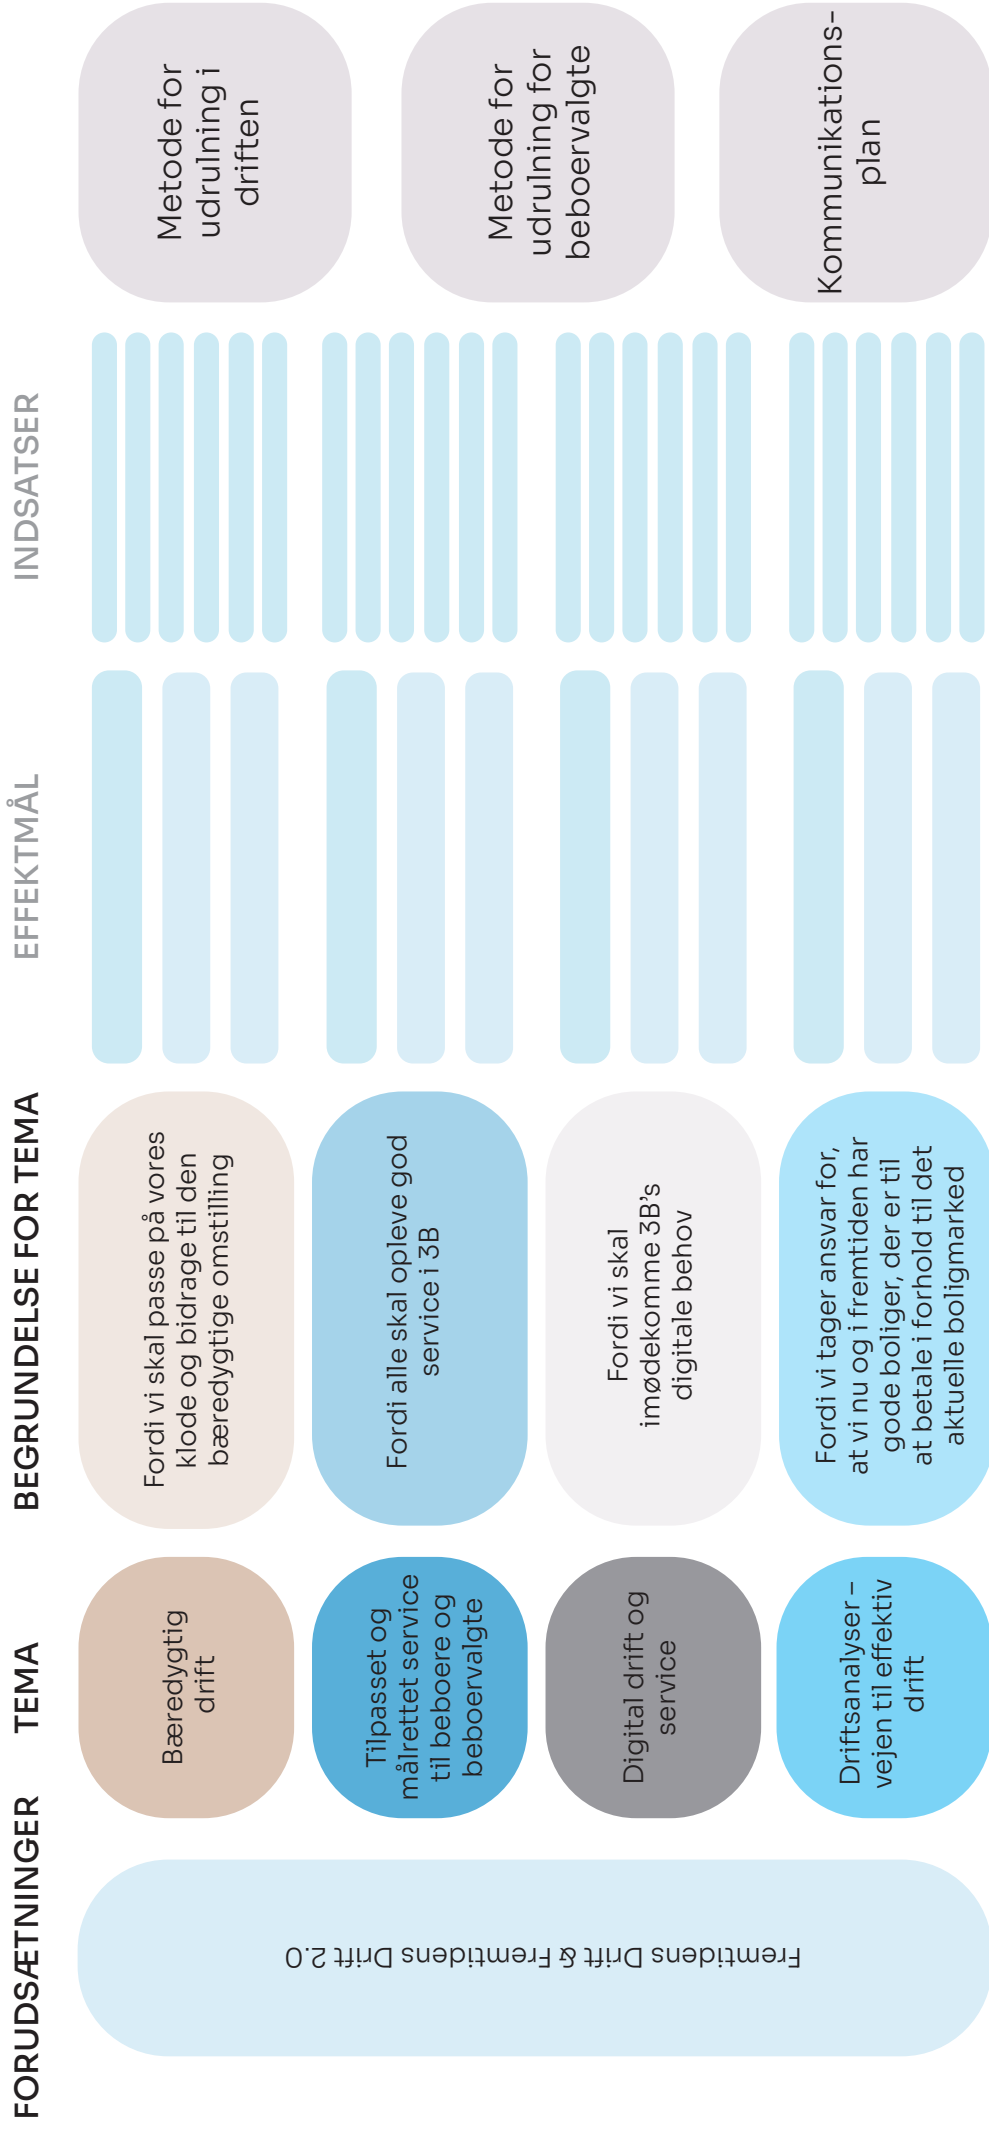 FORUDSÆTNINGER
TEMA
BEGRUNDELSE FOR TEMA
EFFEKTMÅL
INDSATSER
Fremtidens Drift & Fremtidens Drift 2.0
Bæredygtig
drift
Fordi vi skal passe på vores
klode og bidrage til den
bæredygtige omstilling
Tilpasset og
målrettet service
til beboere og
beboervalgte
Fordi alle skal opleve god
service i 3B
Digital drift og
service
Fordi vi skal
imødekomme 3B's
digitale behov
Driftsanalyser –
vejen til effektiv
drift
Fordi vi tager ansvar for,
at vi nu og i fremtiden har
gode boliger, der er til
at betale i forhold til det
aktuelle boligmarked
Metode for
udrulning i
driften
Metode for
udrulning for
beboervalgte
Kommunikations-
plan